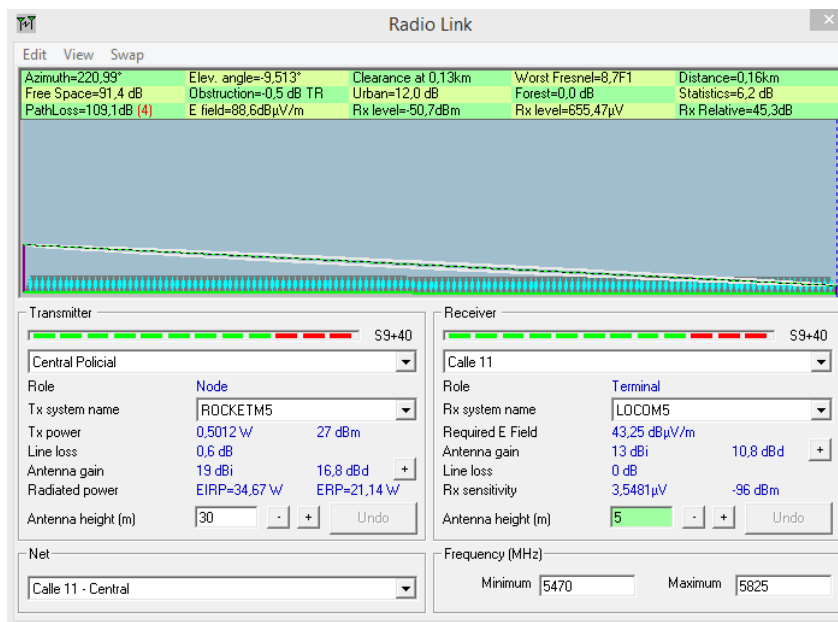 Radio Link
Edit View Swap
Azimuth=220,99° Elev. angle=-9,513° Clearance at 0,13km Worst Fresnel=8,7F1 Distance=0,16km
Free Space=91,4 dB Obstruction=-0,5 dB TR Urban=12,0 dB Forest=0,0 dB Statistics=6,2 dB
PathLoss=109,1dB (4) E field=88,6dBµV/m Rx level=-50,7dBm Rx level=655,47µV Rx Relative=45,3dB
Transmitter
S9+40
Central Policial
Role Node
Tx system name ROCKETM5
Tx power 0,5012 W 27 dBm
Line loss 0,6 dB
Antenna gain 19 dBi 16,8 dBd +
Radiated power EIRP=34,67 W ERP=21,14 W
Antenna height (m) 30 - + Undo
Net
Calle 11 - Central
Receiver
S9+40
Calle 11
Role Terminal
Rx system name LOCOM5
Required E Field 43,25 dBµV/m
Antenna gain 13 dBi 10,8 dBd +
Line loss 0 dB
Rx sensitivity 3,5481µV -96 dBm
Antenna height (m) 5 - + Undo
Frequency (MHz)
Minimum 5470 Maximum 5825